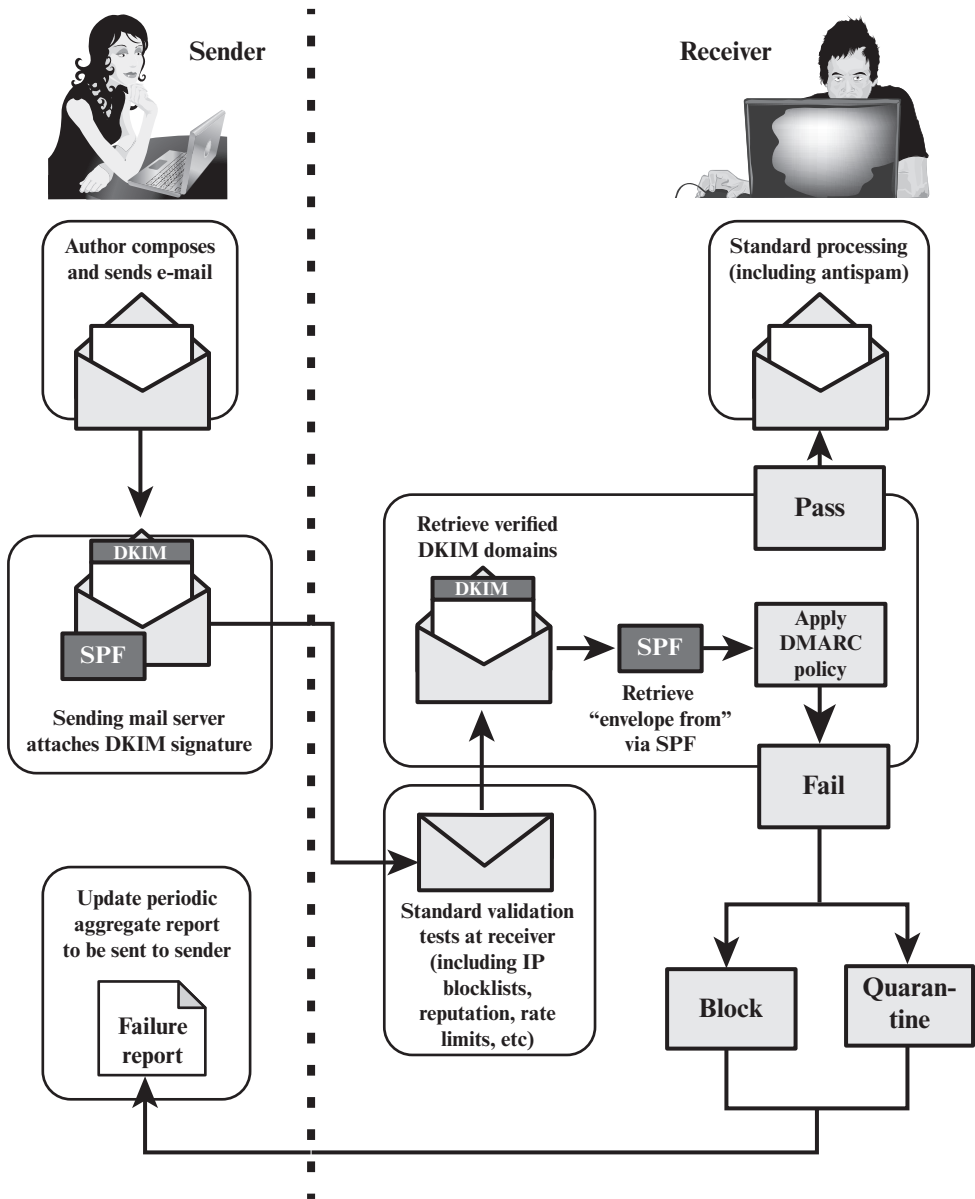 Sender
Receiver
Author composes
and sends e-mail
Standard processing
(including antispam)
Pass
DKIM
SPF
Sending mail server
attaches DKIM signature
Retrieve verified
DKIM domains
DKIM
SPF
Retrieve
“envelope from”
via SPF
Apply
DMARC
policy
Fail
Standard validation
tests at receiver
(including IP
blocklists,
reputation, rate
limits, etc)
Block
Quaran-
tine
Update periodic
aggregate report
to be sent to sender
Failure
report